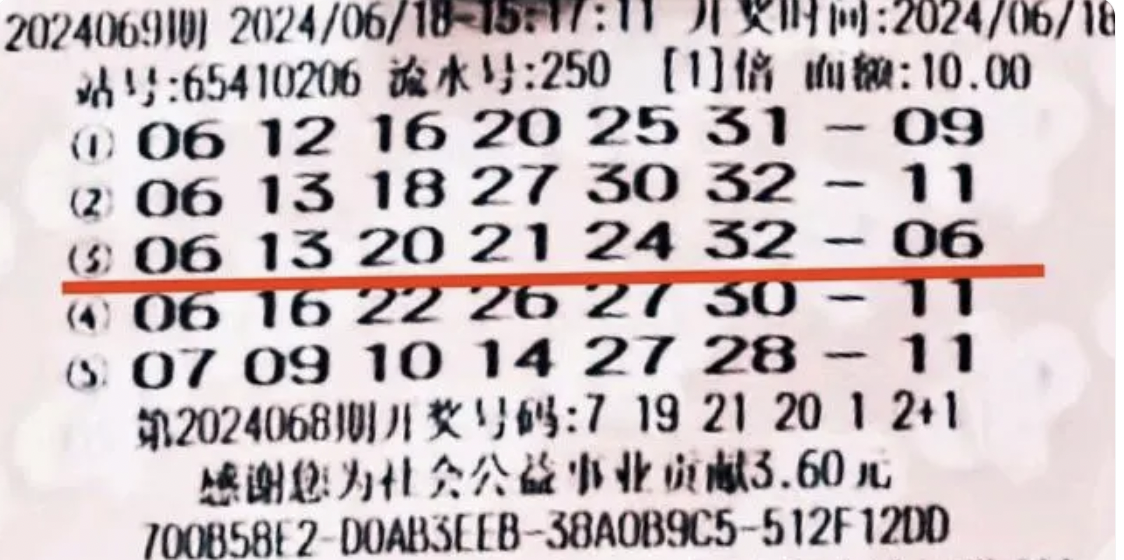 2024069期 2024/06/18-15:17:11 开奖时间:2024/06/18
站号:65410206 流水号:250 [1]倍 面额:10.00
(1) 06 12 16 20 25 31 - 09
(2) 06 13 18 27 30 32 - 11
(3) 06 13 20 21 24 32 - 06
(4) 06 16 22 26 27 30 - 11
(5) 07 09 10 14 27 28 - 11
第2024068期开奖号码:7 19 21 20 1 2+1
感谢您为社会公益事业贡献3.60元
700B58F2-D0AB3EEB-38A0B9C5-512F12DD